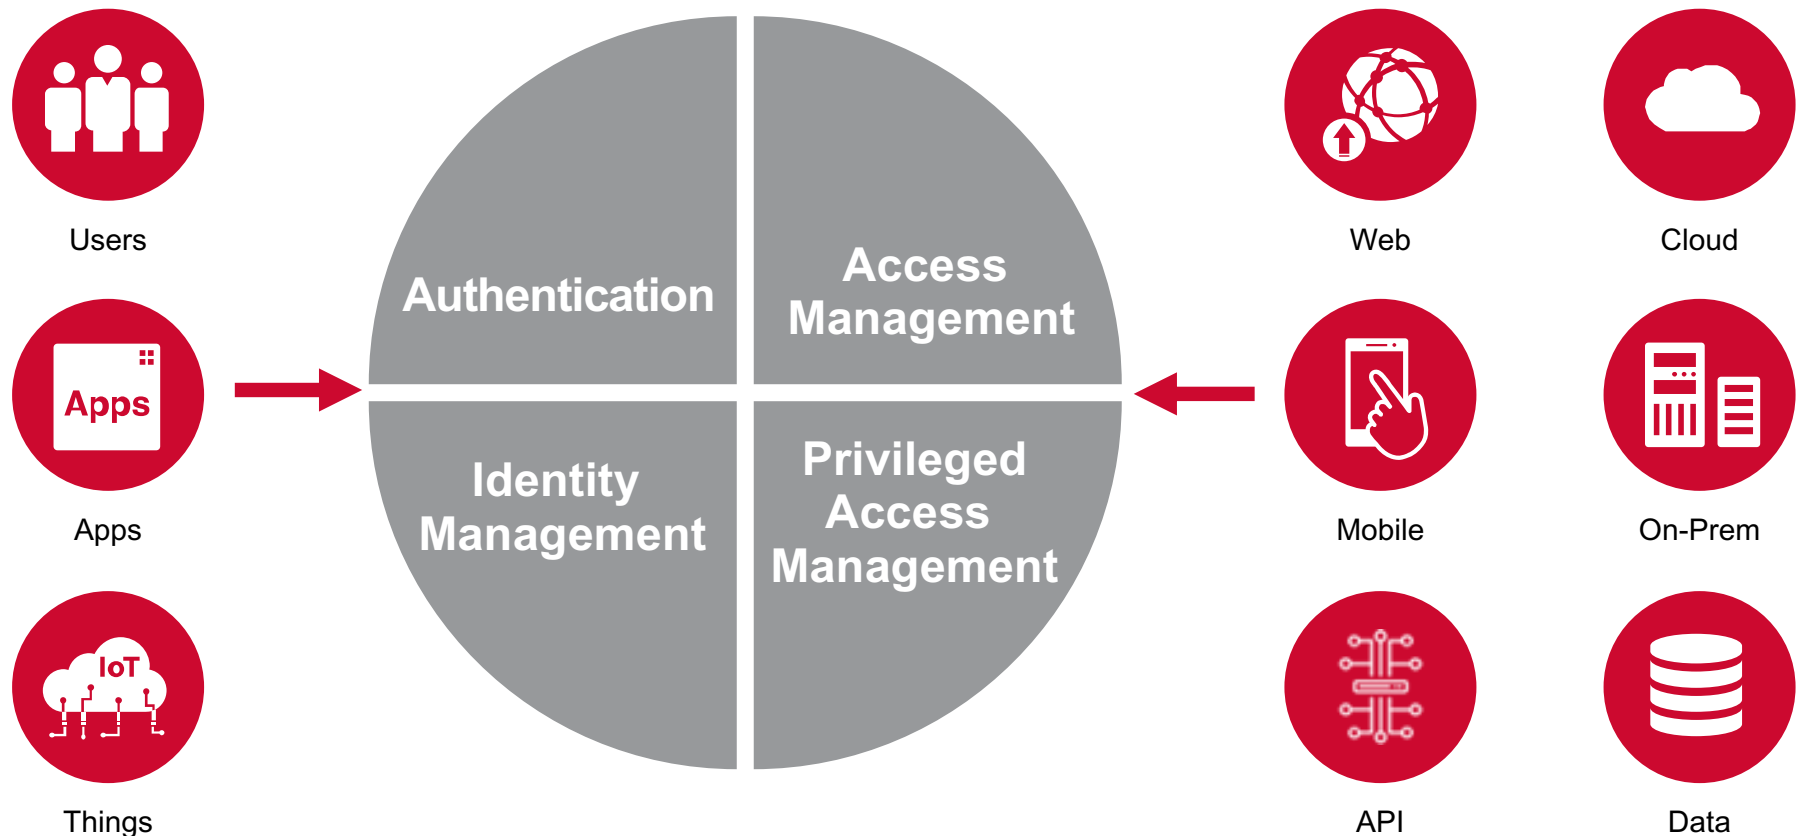 Users
Apps
Apps
IoT
Things
Authentication
Access
Management
Identity
Management
Privileged
Access
Management
Web
Cloud
Mobile
On-Prem
API
Data